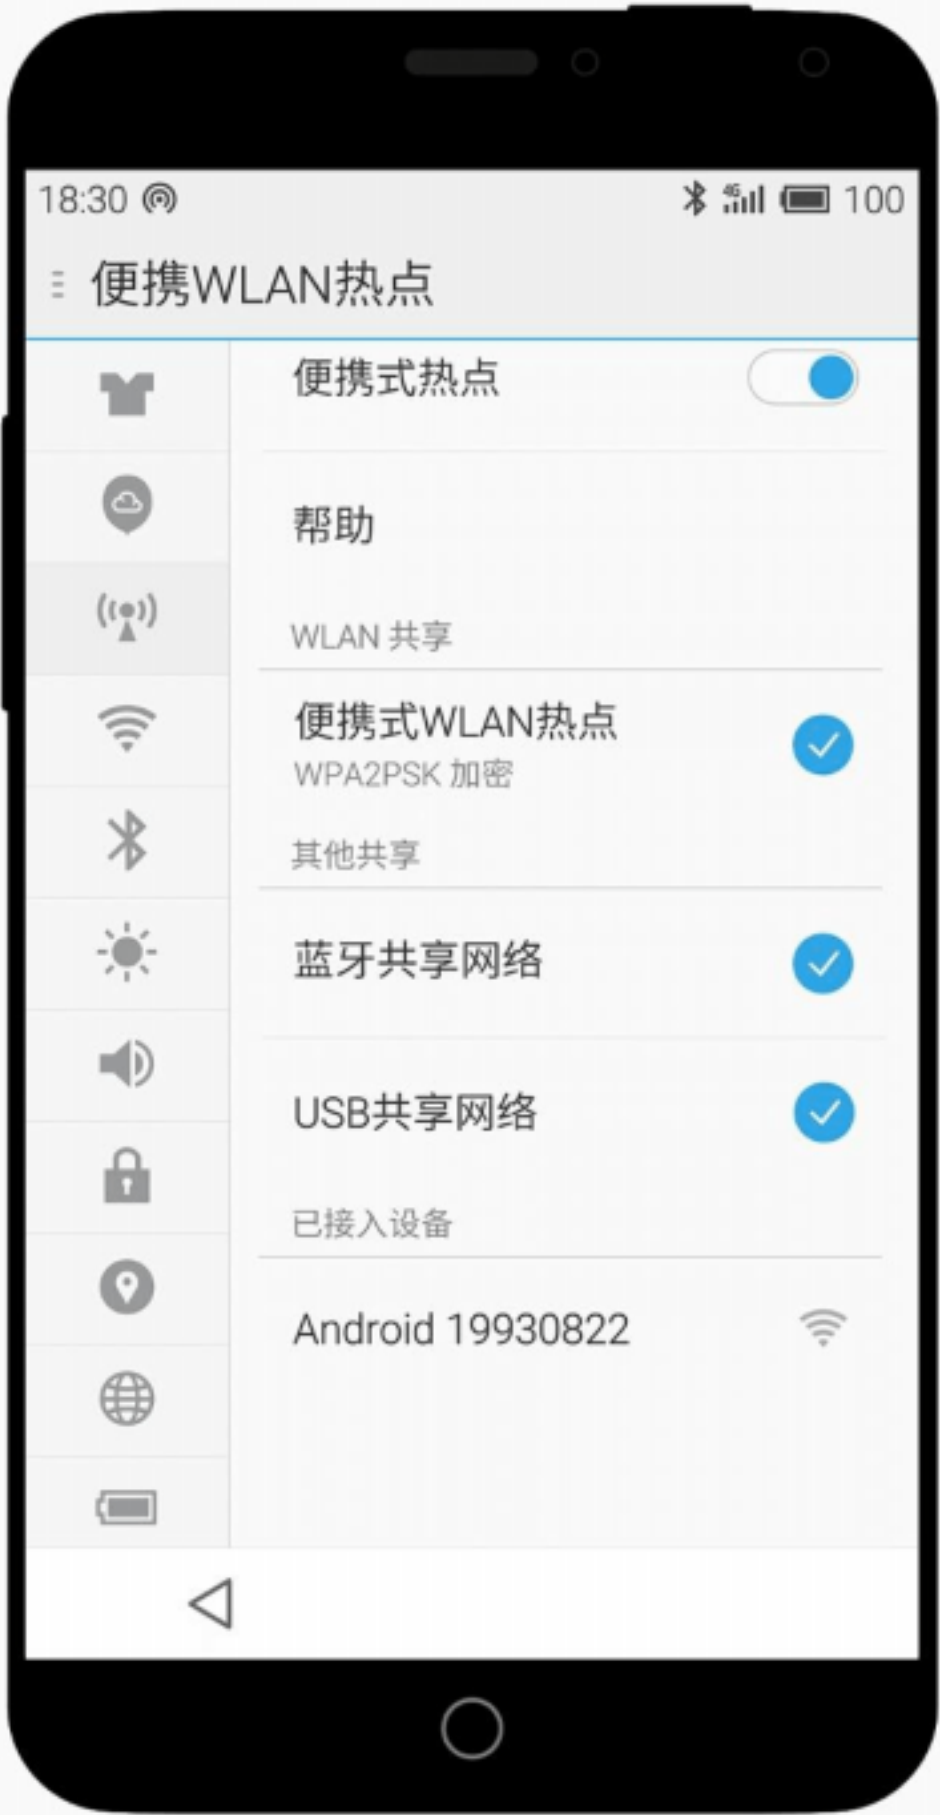 18:30
4G
100
便携WLAN热点
便携式热点
帮助
WLAN 共享
便携式WLAN热点
WPA2PSK 加密
其他共享
蓝牙共享网络
USB共享网络
已接入设备
Android 19930822